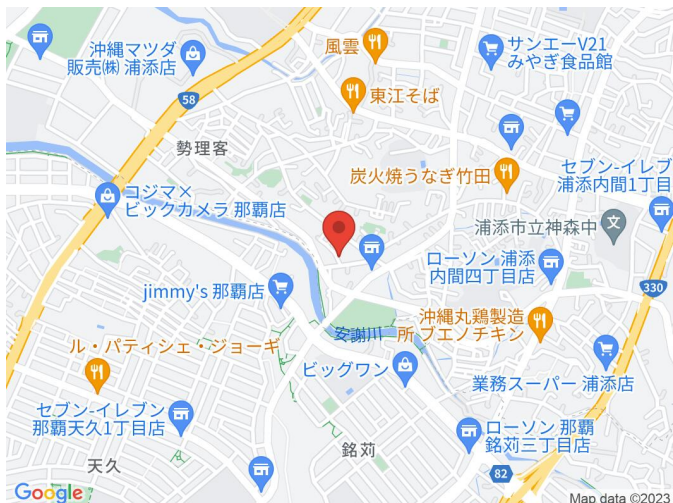 沖縄マツダ
販売㈱ 浦添店
風雲
サンエーV21
みやぎ食品館
東江そば
58
勢理客
炭火焼うなぎ竹田
セブン-イレブ
浦添内間1丁目
コジマ×
ビックカメラ 那覇店
浦添市立神森中
文
ローソン 浦添
内間四丁目店
330
jimmy's 那覇店
沖縄丸鶏製造
所 ブエノチキン
安謝川
ル・パティシェ・ジョーギ
ビッグワン
業務スーパー 浦添店
セブン-イレブン
那覇天久1丁目店
ローソン 那覇
銘苅三丁目店
銘苅
天久
82
Google
Map data ©2023